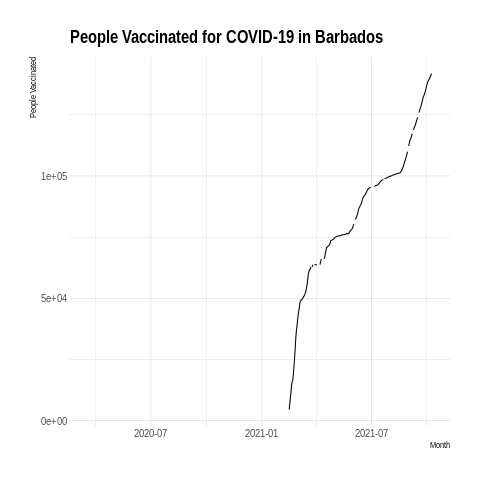 People Vaccinated for COVID-19 in Barbados
People Vaccinated
1e+05
5e+04
0e+00
2020-07 2021-01 2021-07
Month